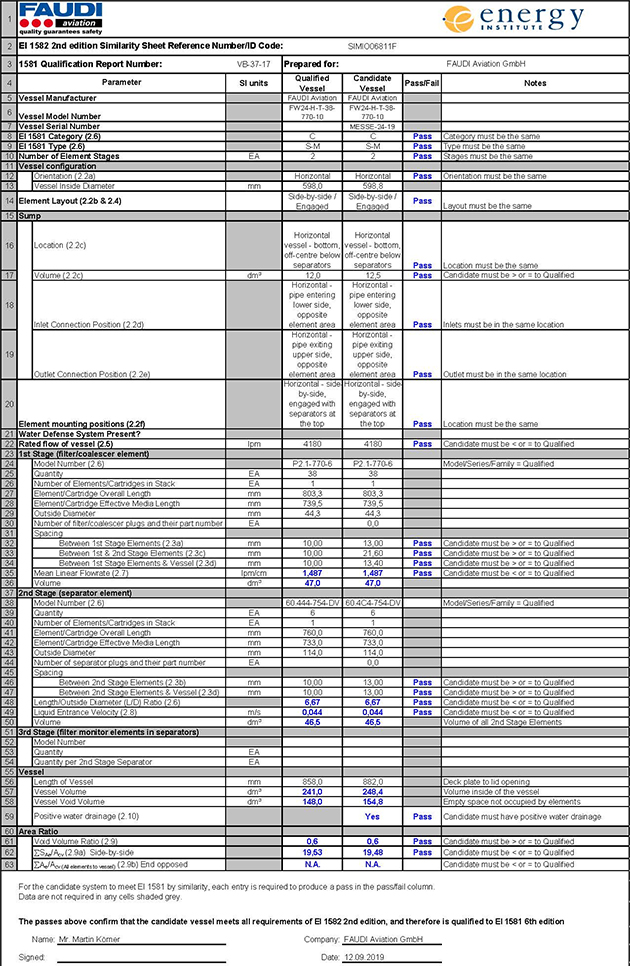 FAUDI
aviation
quality guarantees safety
energy
INSTITUTE
1
2 EI 1582 2nd edition Similarity Sheet Reference Number/ID Code: SIMIO06811F
3 1581 Qualification Report Number: VB-37-17 Prepared for: FAUDI Aviation GmbH
4 Parameter SI units Qualified Vessel Candidate Vessel Pass/Fail Notes
5 Vessel Manufacturer FAUDI Aviation FAUDI Aviation
6 Vessel Model Number FW24-H-T-38-770-10 FW24-H-T-38-770-10
7 Vessel Serial Number MESSE-24-19
8 EI 1581 Category (2.6) C C Pass Category must be the same
9 EI 1581 Type (2.6) S-M S-M Pass Type must be the same
10 Number of Element Stages EA 2 2 Pass Stages must be the same
11 Vessel configuration
12 Orientation (2.2a) Horizontal Horizontal Pass Orientation must be the same
13 Vessel Inside Diameter mm 598,0 598,8
14 Element Layout (2.2b & 2.4) Side-by-side / Engaged Side-by-side / Engaged Pass Layout must be the same
15 Sump
16 Location (2.2c) Horizontal vessel - bottom, off-centre below separators Horizontal vessel - bottom, off-centre below separators Pass Location must be the same
17 Volume (2.2c) dm³ 12,0 12,5 Pass Candidate must be > or = to Qualified
18 Inlet Connection Position (2.2d) Horizontal - pipe entering lower side, opposite element area Horizontal - pipe entering lower side, opposite element area Pass Inlets must be in the same location
19 Outlet Connection Position (2.2e) Horizontal - pipe exiting upper side, opposite element area Horizontal - pipe exiting upper side, opposite element area Pass Outlet must be in the same location
20 Element mounting positions (2.2f) Horizontal - side-by-side, engaged with separators at the top Horizontal - side-by-side, engaged with separators at the top Pass Location must be the same
21 Water Defense System Present?
22 Rated flow of vessel (2.5) lpm 4180 4180 Pass Candidate must be < or = to Qualified
23 1st Stage (filter/coalescer element)
24 Model Number (2.6) P2.1-770-6 P2.1-770-6 Model/Series/Family = Qualified
25 Quantity EA 38 38
26 Number of Elements/Cartridges in Stack EA 1 1
27 Element/Cartridge Overall Length mm 803,3 803,3
28 Element/Cartridge Effective Media Length mm 739,5 739,5
29 Outside Diameter mm 44,3 44,3
30 Number of filter/coalescer plugs and their part number EA 0,0
31 Spacing
32 Between 1st Stage Elements (2.3a) mm 10,00 13,00 Pass Candidate must be > or = to Qualified
33 Between 1st & 2nd Stage Elements (2.3c) mm 10,00 21,60 Pass Candidate must be > or = to Qualified
34 Between 1st Stage Elements & Vessel (2.3d) mm 10,00 13,40 Pass Candidate must be > or = to Qualified
35 Mean Linear Flowrate (2.7) lpm/cm 1,487 1,487 Pass Candidate must be < or = to Qualified
36 Volume dm³ 47,0 47,0
37 2nd Stage (separator element)
38 Model Number (2.6) 60.444-754-DV 60.4C4-754-DV Model/Series/Family = Qualified
39 Quantity EA 6 6
40 Number of Elements/Cartridges in Stack EA 1 1
41 Element/Cartridge Overall Length mm 760,0 760,0
42 Element/Cartridge Effective Media Length mm 733,0 733,0
43 Outside Diameter mm 114,0 114,0
44 Number of separator plugs and their part number EA 0,0
45 Spacing
46 Between 2nd Stage Elements (2.3b) mm 10,00 13,00 Pass Candidate must be > or = to Qualified
47 Between 2nd Stage Elements & Vessel (2.3d) mm 10,00 13,00 Pass Candidate must be > or = to Qualified
48 Length/Outside Diameter (L/D) Ratio (2.6) 6,67 6,67 Pass Candidate must be < or = to Qualified
49 Liquid Entrance Velocity (2.8) m/s 0,044 0,044 Pass Candidate must be < or = to Qualified
50 Volume dm³ 46,5 46,5 Volume of all 2nd Stage Elements
51 3rd Stage (filter monitor elements in separators)
52 Model Number
53 Quantity EA
54 Quantity per 2nd Stage Separator EA
55 Vessel
56 Length of Vessel mm 858,0 882,0 Deck plate to lid opening
57 Vessel Volume dm³ 241,0 248,4 Volume inside of the vessel
58 Vessel Void Volume dm³ 148,0 154,8 Empty space not occupied by elements
59 Positive water drainage (2.10) Yes Pass Candidate must have positive water drainage
60 Area Ratio
61 Void Volume Ratio (2.9) 0,6 0,6 Pass Candidate must be > or = to Qualified
62 (2.9a) Side-by-side 19,53 19,48 Pass Candidate must be < or = to Qualified
63 (All elements to vessel) (2.9b) End opposed N.A. N.A. Candidate must be < or = to Qualified
For the candidate system to meet EI 1581 by similarity, each entry is required to produce a pass in the pass/fail column.
Data are not required in any cells shaded grey.
The passes above confirm that the candidate vessel meets all requirements of EI 1582 2nd edition, and therefore is qualified to EI 1581 6th edition
Name: Mr. Martin Körner Company: FAUDI Aviation GmbH
Signed: Date: 12.09.2019